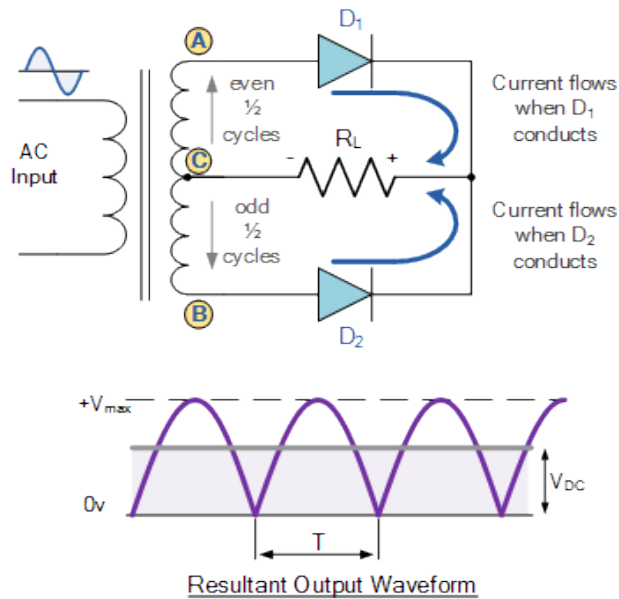 A
D1
AC
Input
even
½
cycles
Current flows
when D1
conducts
RL
-
+
C
odd
½
cycles
Current flows
when D2
conducts
B
D2
+Vmax
0v
VDC
T
Resultant Output Waveform